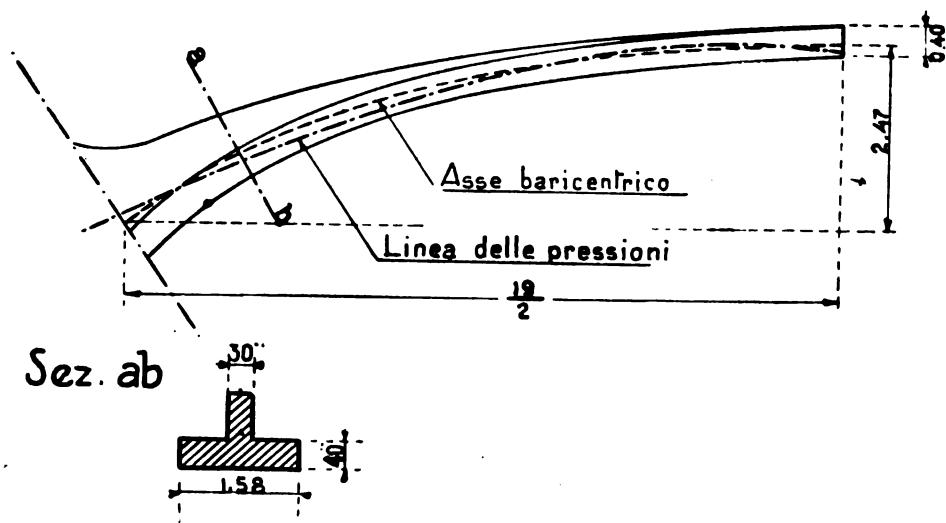 a
0.40
2.47
Asse baricentrico
b
Linea delle pressioni
19
2
Sez. ab
30
40
1.58